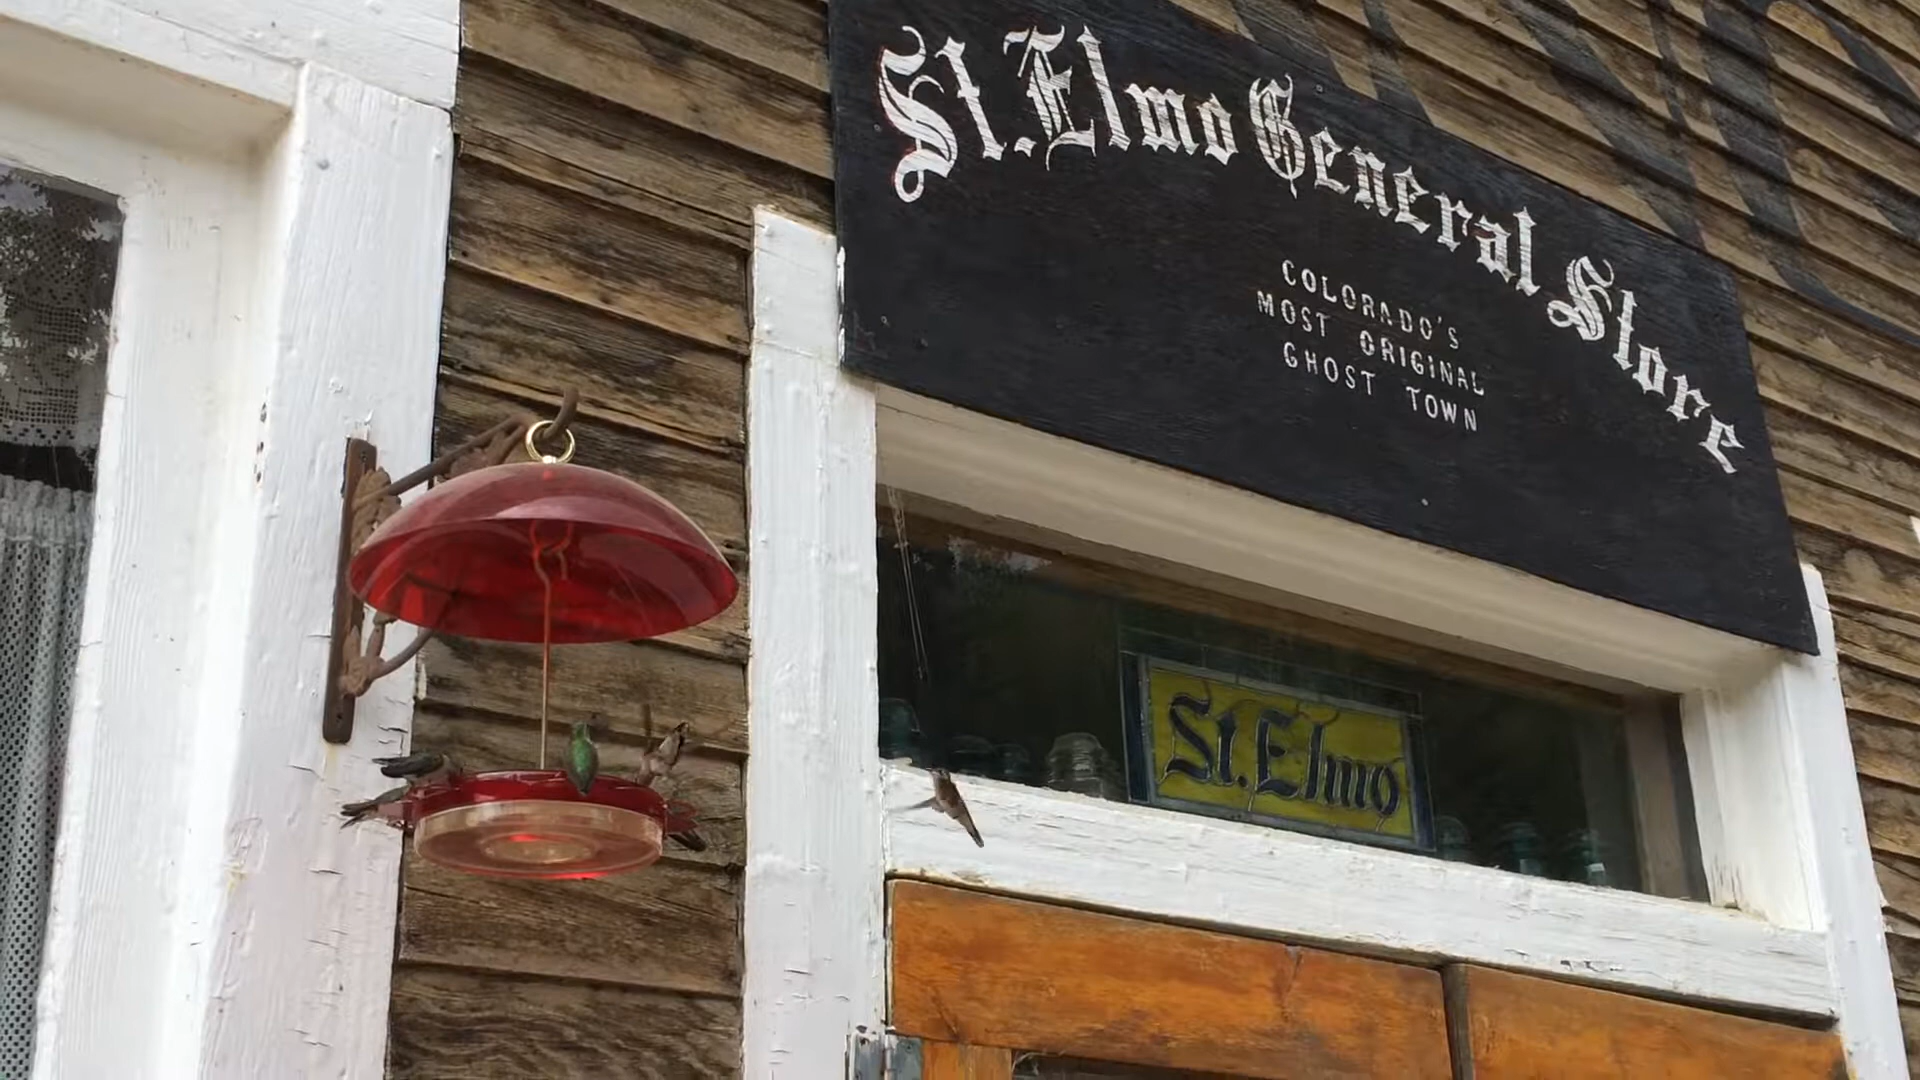 St. Elmo General Store
COLORADO'S
MOST ORIGINAL
GHOST TOWN
St. Elmo